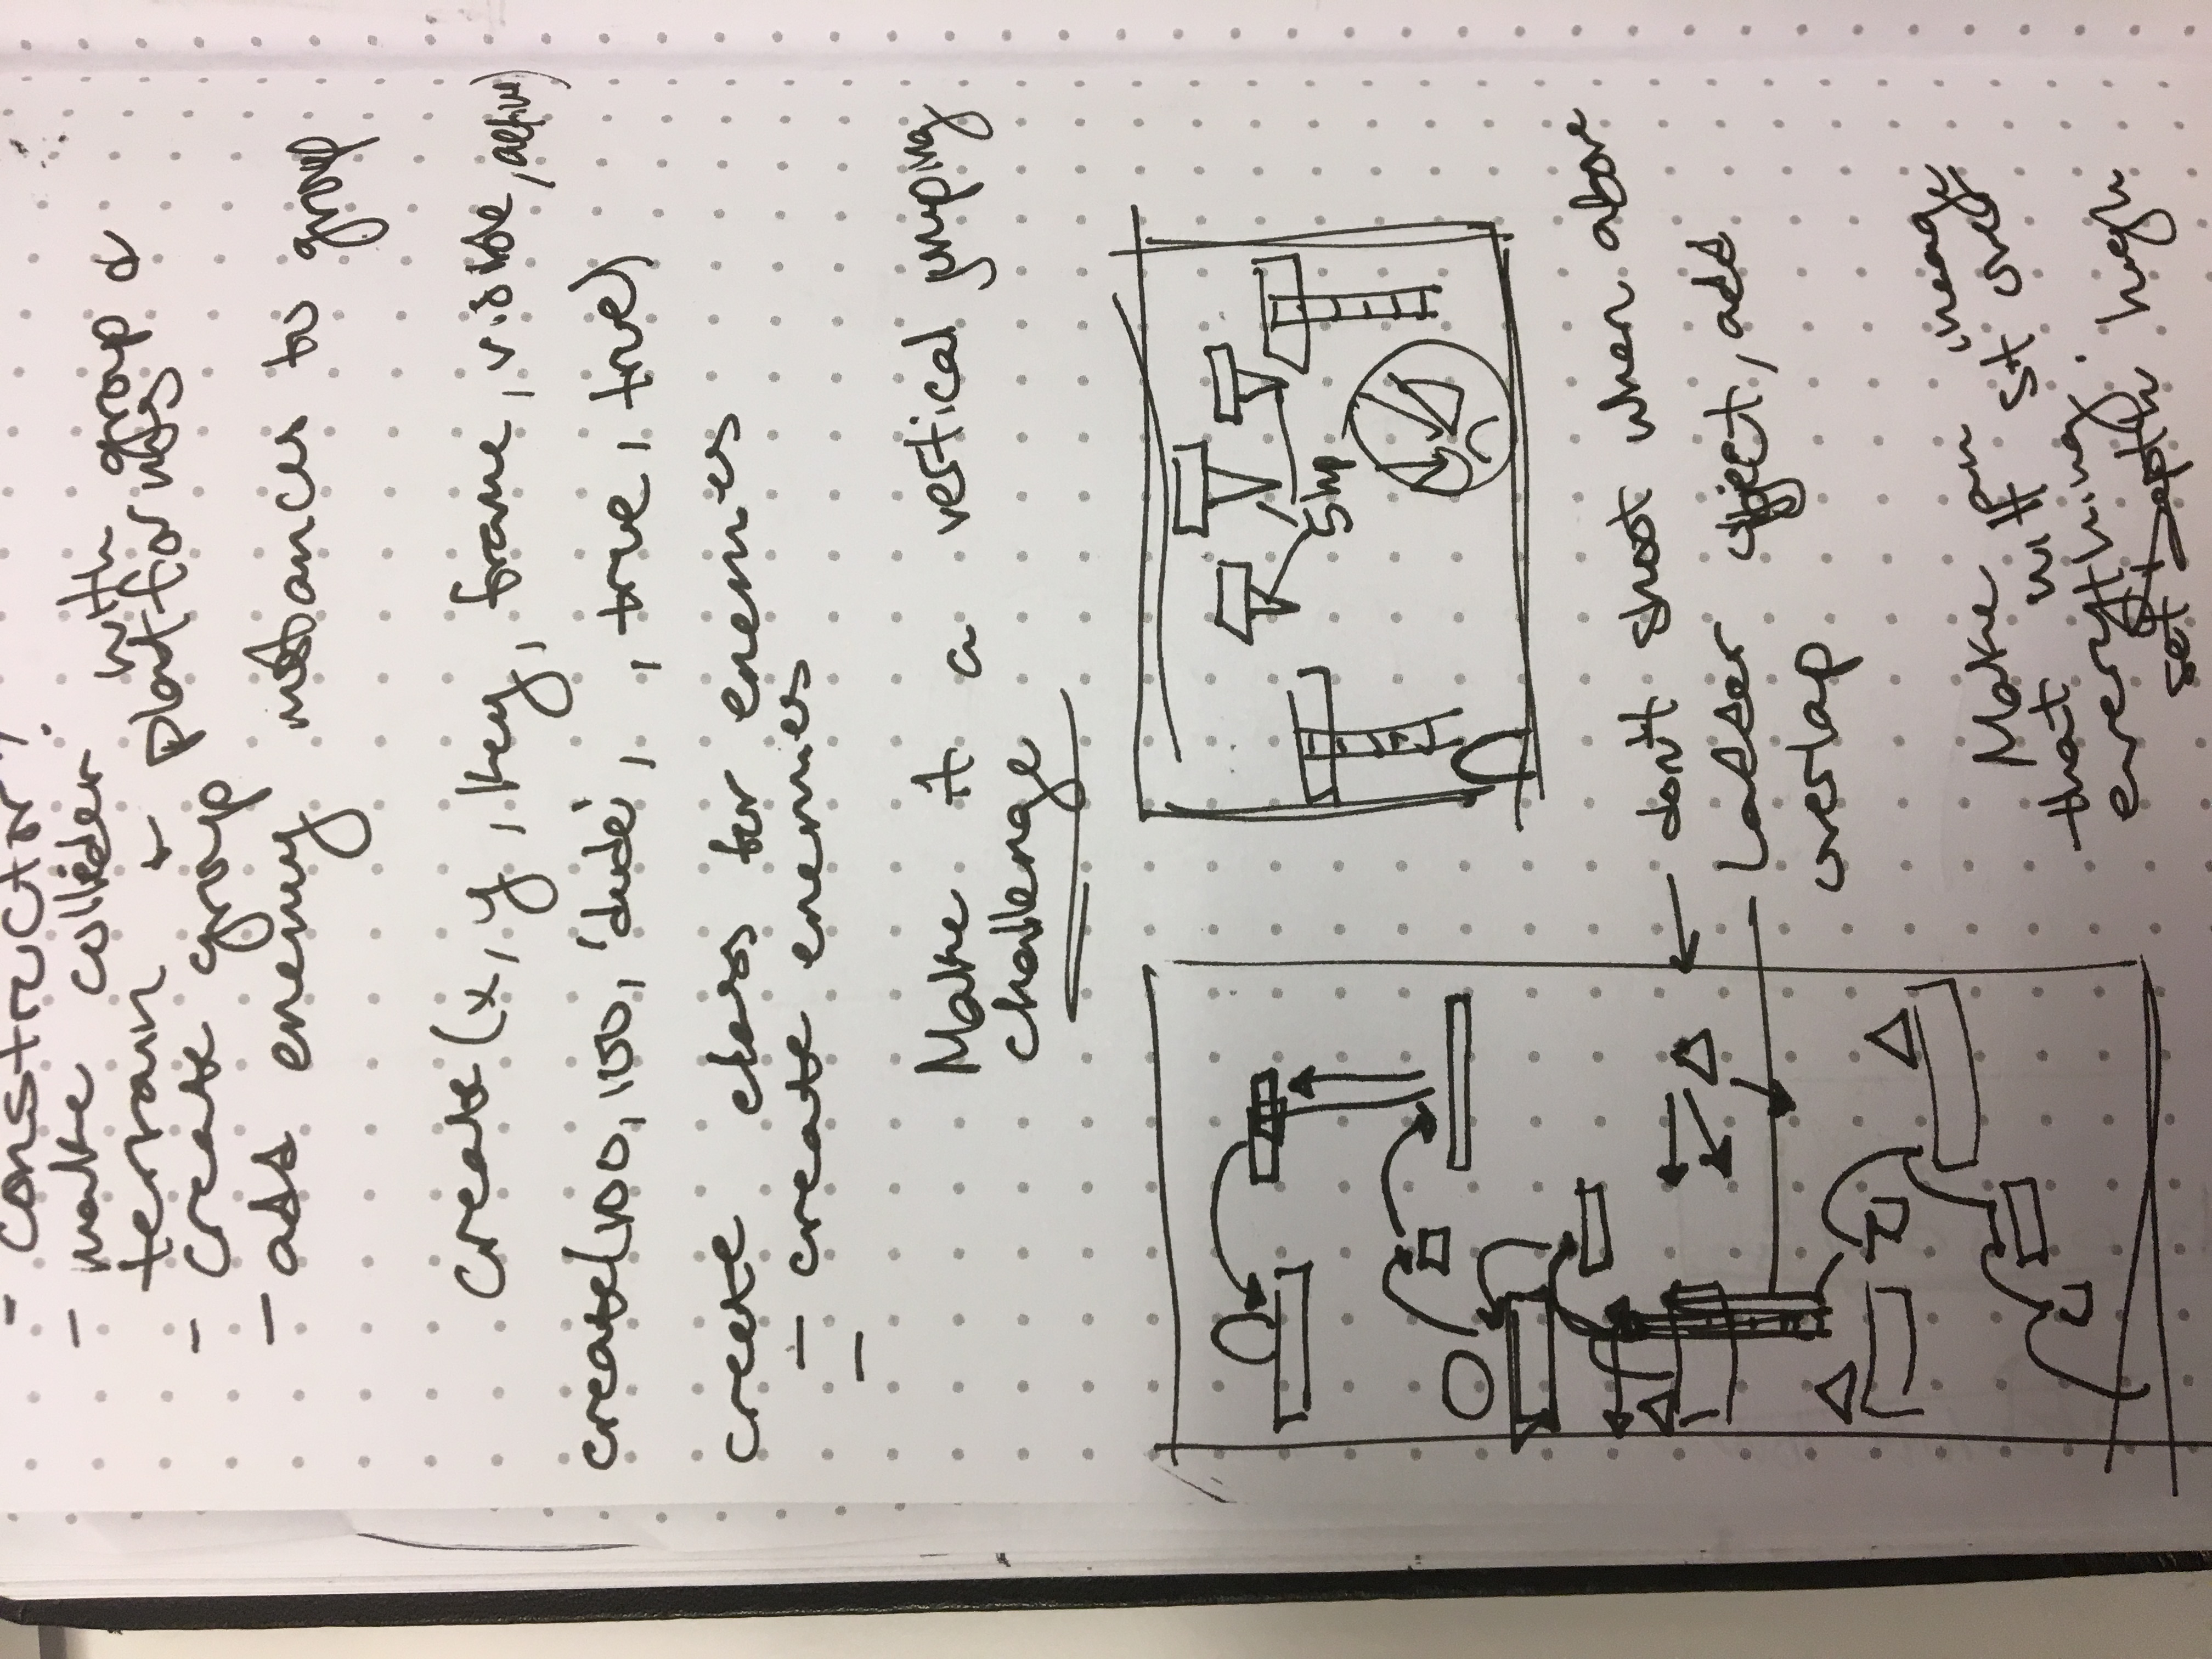 - constructor?
- make collider with group &
terrain & platforms
- create group
- add enemy instances to group
create(x, y, key, frame, visible, active)
create(100, 100, 'dude', , true, true)
create class for enemies
- create enemies
-
Make it a vertical jumping
challenge
5hp
don't shoot when above
Ladder object, add
overlap
Make an image
that will sit over
everything.
setDepth high